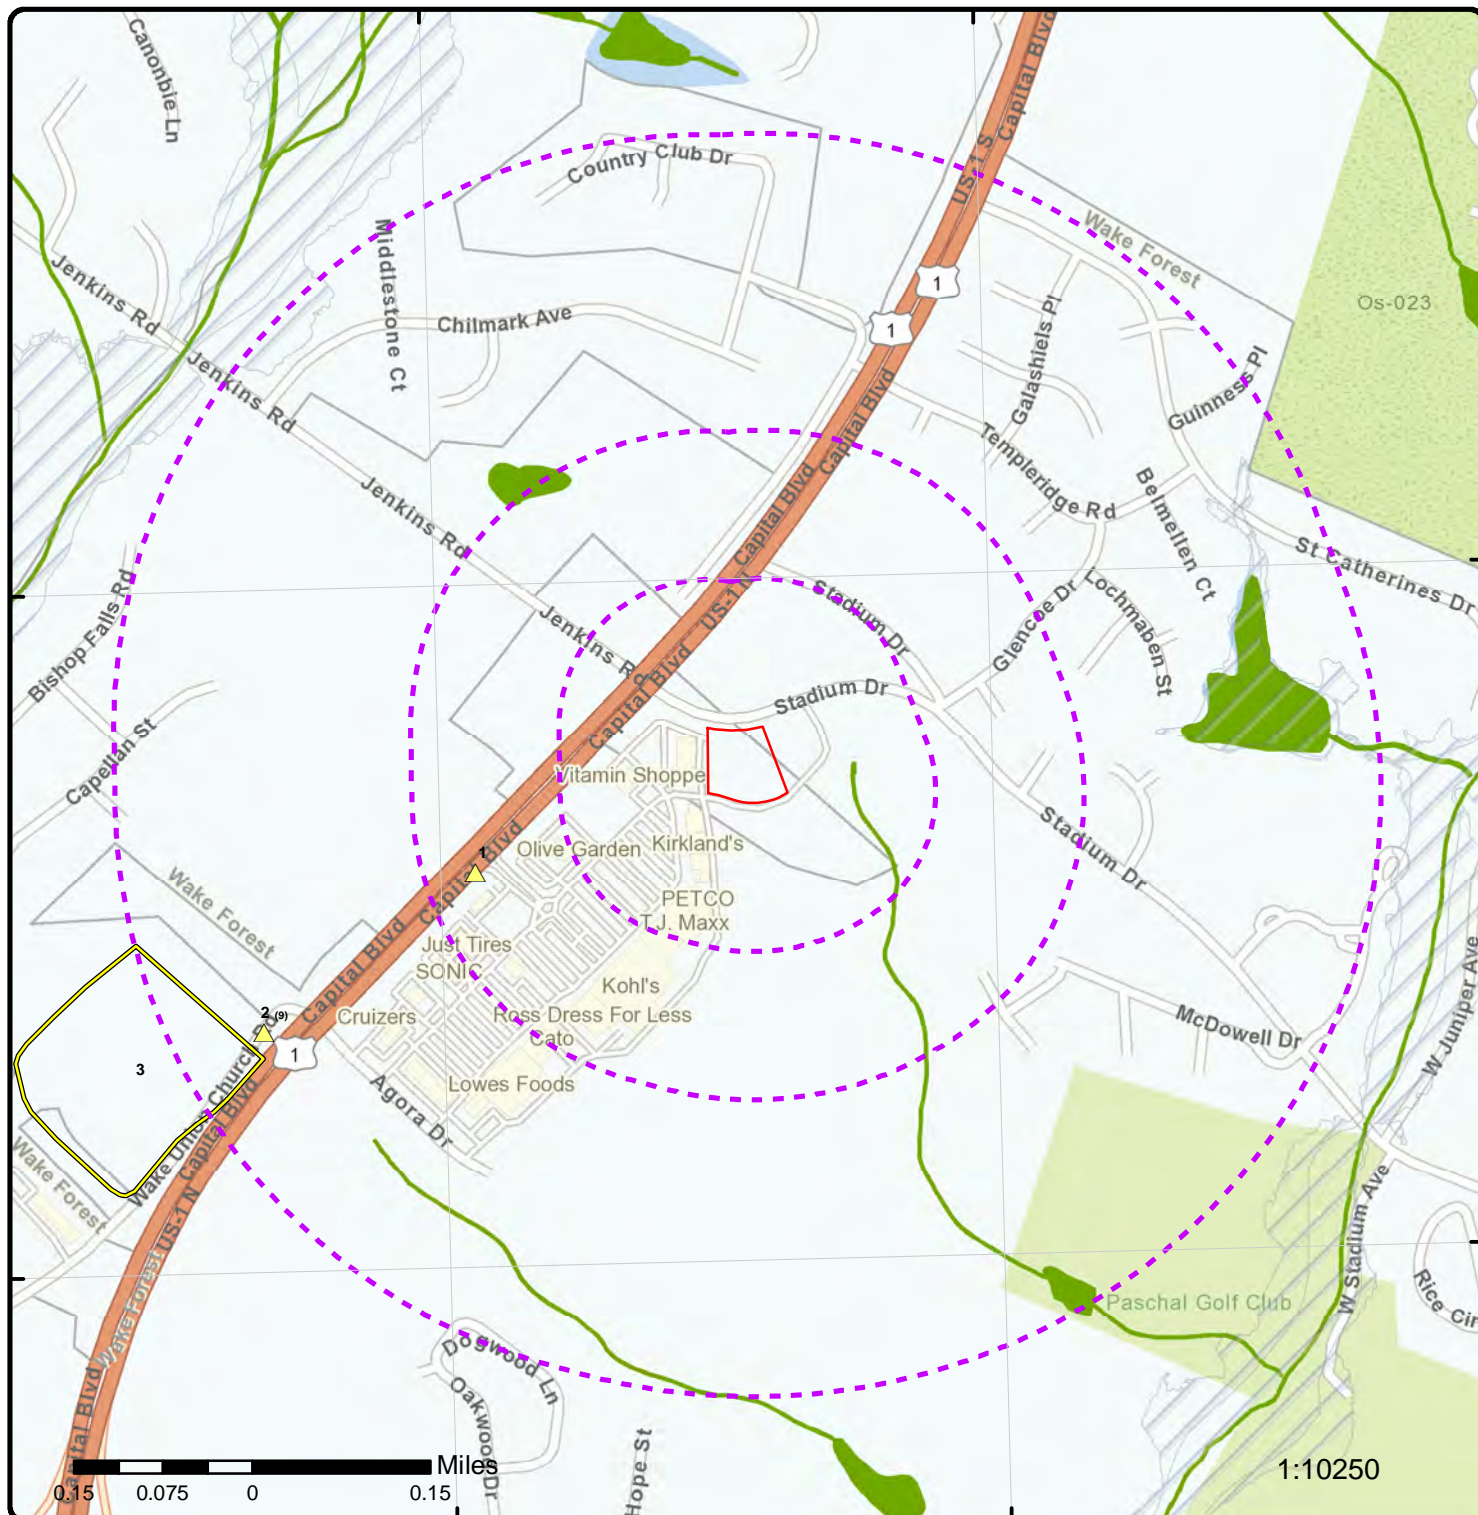 Canonbie Ln
Capital Blvd
US-1 S
Country Club Dr
Wake Forest
Middlestone Ct
Jenkins Rd
1
Os-023
Chilmark Ave
1
Galashiels Pl
Guinness Pl
Jenkins Rd
Capital Blvd
Templeridge Rd
Jenkins Rd
Capital Blvd
Belmellen Ct
St Catherines Dr
Bishop Falls Rd
US-1 N
Stadium Dr
Glencoe Dr
Lochmaben St
Jenkins Rd
Capital Blvd
Stadium Dr
Capellan St
Vitamin Shoppe
Olive Garden
Kirkland's
1
Capital Blvd
Stadium Dr
Wake Forest
PETCO
T.J. Maxx
Just Tires
SONIC
Kohl's
Capital Blvd
2 (9)
Cruizers
Ross Dress For Less
Cato
McDowell Dr
W Juniper Ave
1
3
Lowes Foods
Wake Union Church Rd
Capital Blvd
Agora Dr
Wake Forest
US-1 N
W Stadium Ave
Wake Forest
Paschal Golf Club
Rice Cir
Dogwood Ln
Oakwood Dr
Capital Blvd
Hope St
Miles
0.15 0.075 0 0.15
1:10250